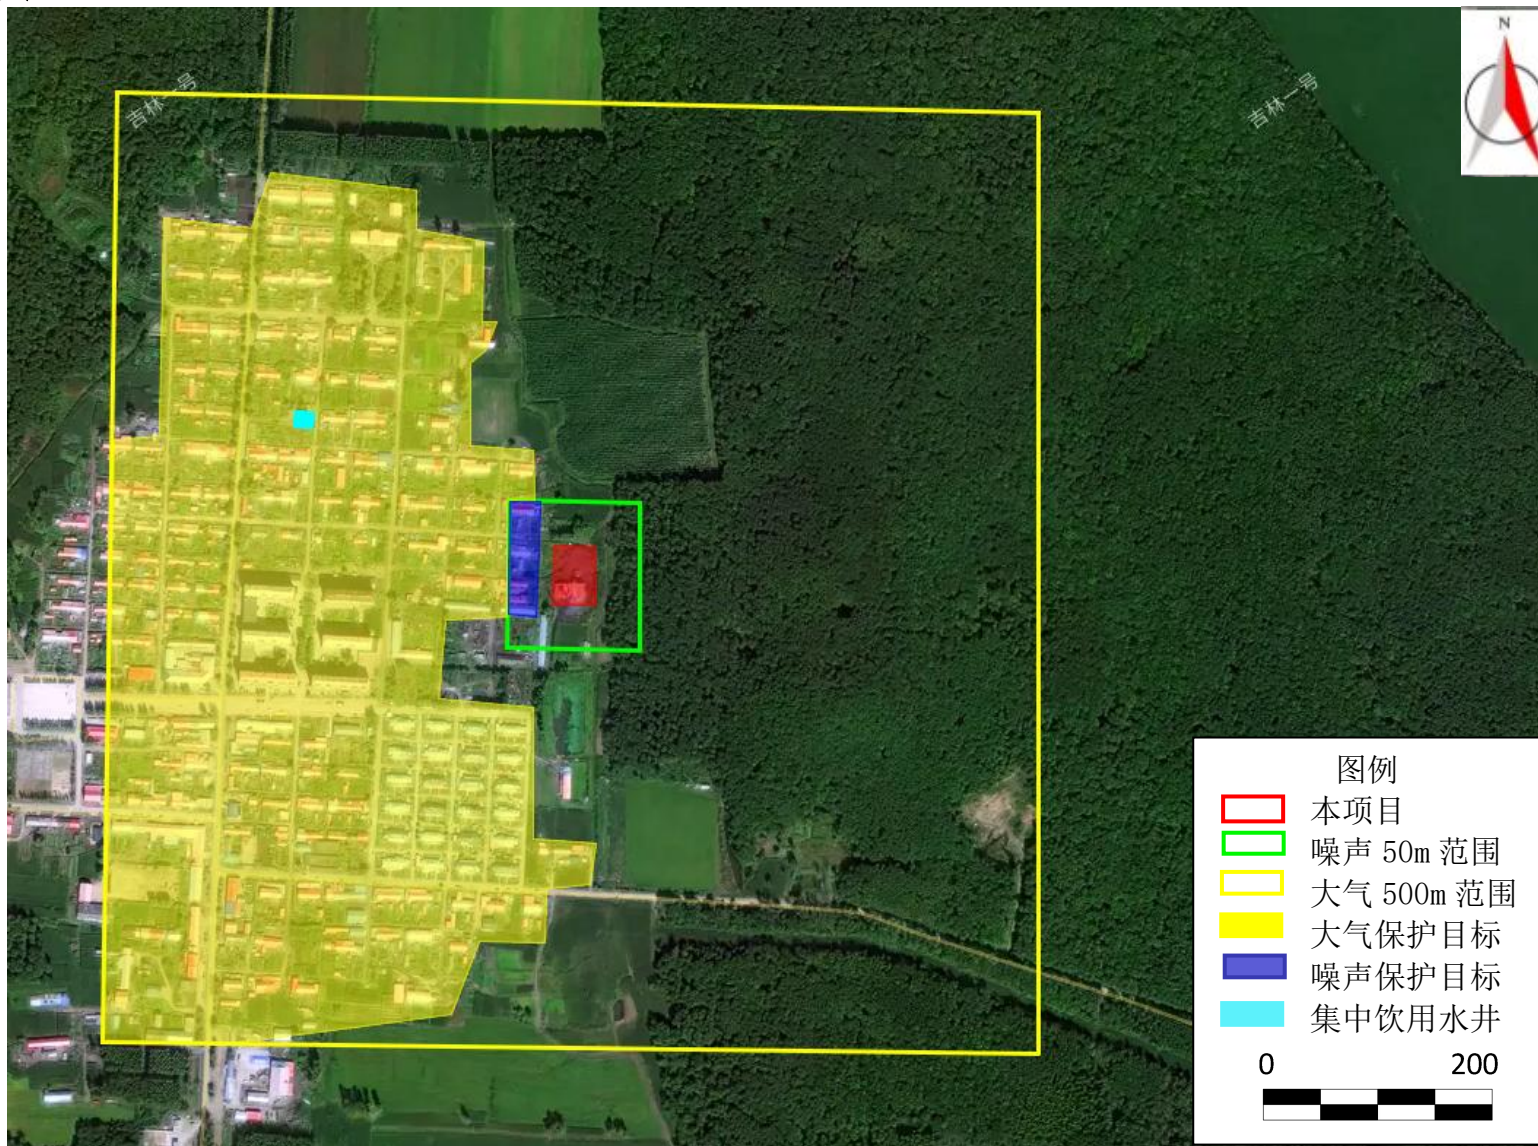 吉林一号
吉林一号
N
图例
本项目
噪声 50m 范围
大气 500m 范围
大气保护目标
噪声保护目标
集中饮用水井
0 200